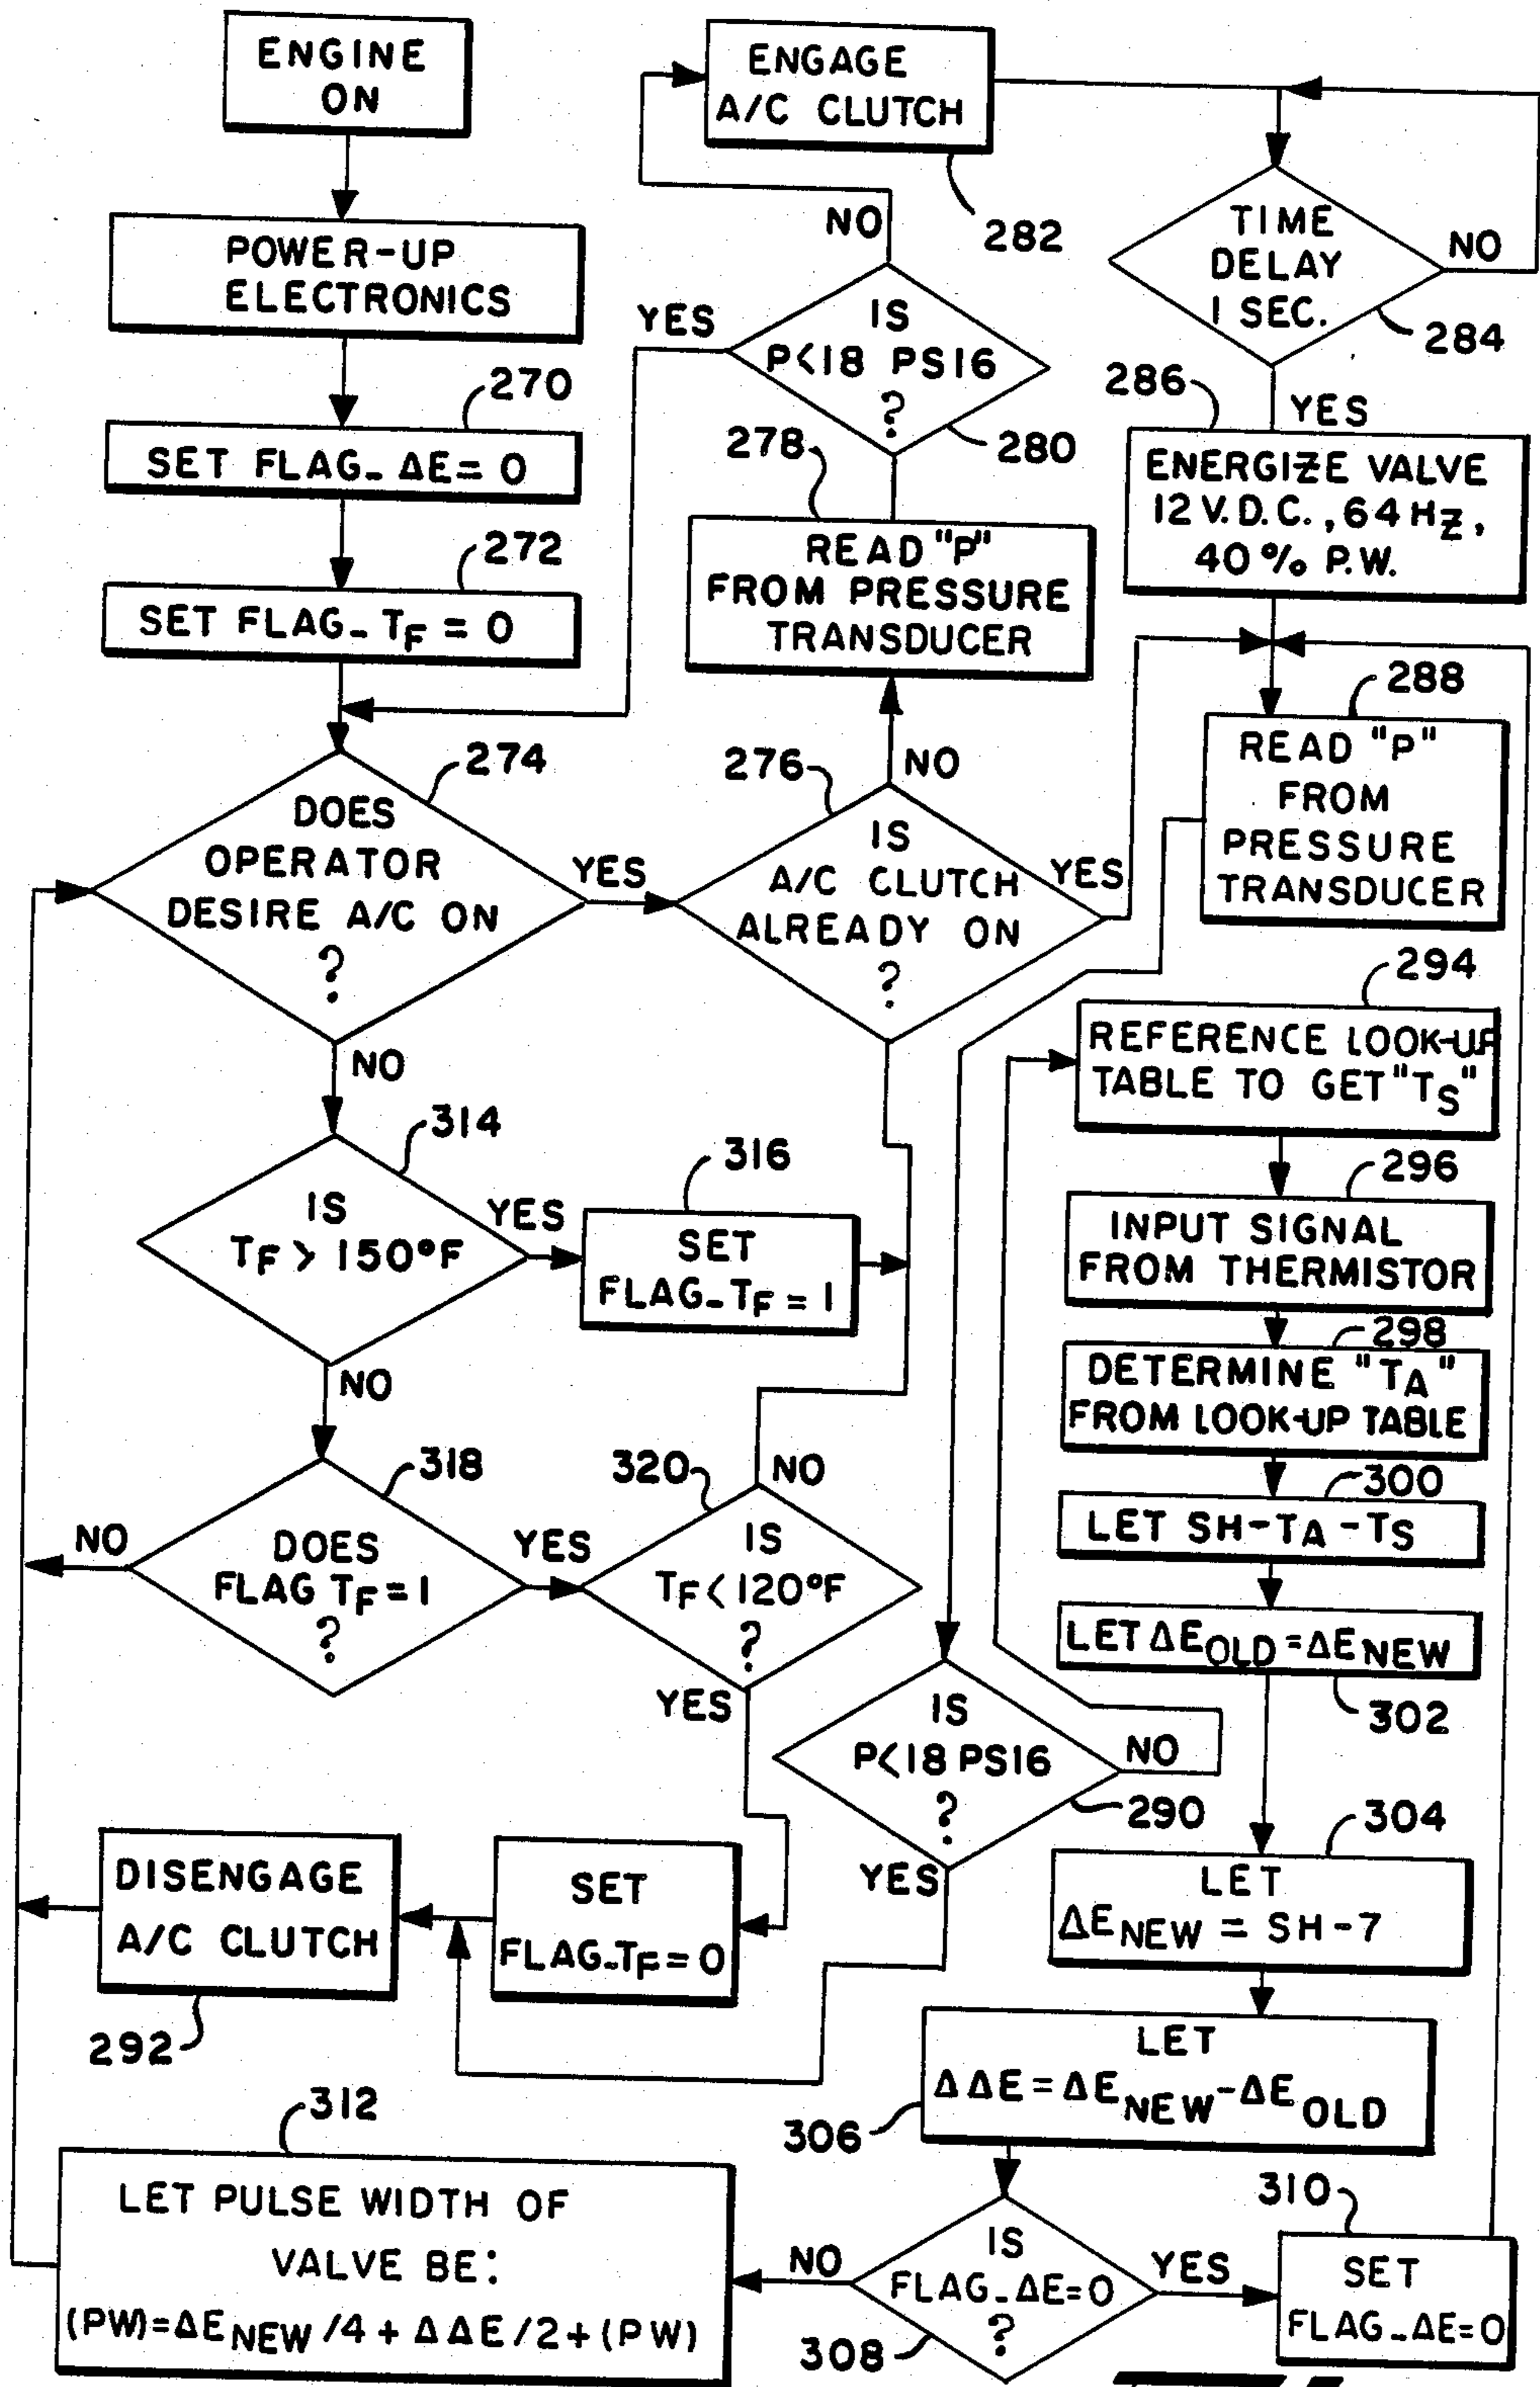 ENGINE
ON
POWER-UP
ELECTRONICS
270
SET FLAG_ ΔE= 0
272
SET FLAG_ TF = 0
274
DOES
OPERATOR
DESIRE A/C ON
?
YES
NO
276
IS
A/C CLUTCH
ALREADY ON
?
NO
YES
278
READ "P"
FROM PRESSURE
TRANSDUCER
280
IS
P<18 PS16
?
YES
NO
ENGAGE
A/C CLUTCH
282
TIME
DELAY
1 SEC.
284
NO
YES
286
ENERGIZE VALVE
12 V.D.C., 64 HZ,
40% P.W.
288
READ "P"
FROM
PRESSURE
TRANSDUCER
294
REFERENCE LOOK-UP
TABLE TO GET "TS"
296
INPUT SIGNAL
FROM THERMISTOR
298
DETERMINE "TA"
FROM LOOK-UP TABLE
300
LET SH-TA-TS
LET ΔEOLD=ΔENEW
302
304
LET
ΔENEW = SH-7
LET
ΔΔE=ΔENEW-ΔEOLD
306
IS
FLAG_ΔE=0
?
308
NO
YES
310
SET
FLAG_ΔE=0
312
LET PULSE WIDTH OF
VALVE BE:
(PW)=ΔENEW/4+ΔΔE/2+(PW)
314
IS
TF > 150°F
YES
NO
316
SET
FLAG_TF = 1
318
DOES
FLAG TF=1
?
NO
YES
320
IS
TF<120°F
?
NO
YES
IS
P<18 PS16
?
290
NO
YES
SET
FLAG_TF=0
DISENGAGE
A/C CLUTCH
292